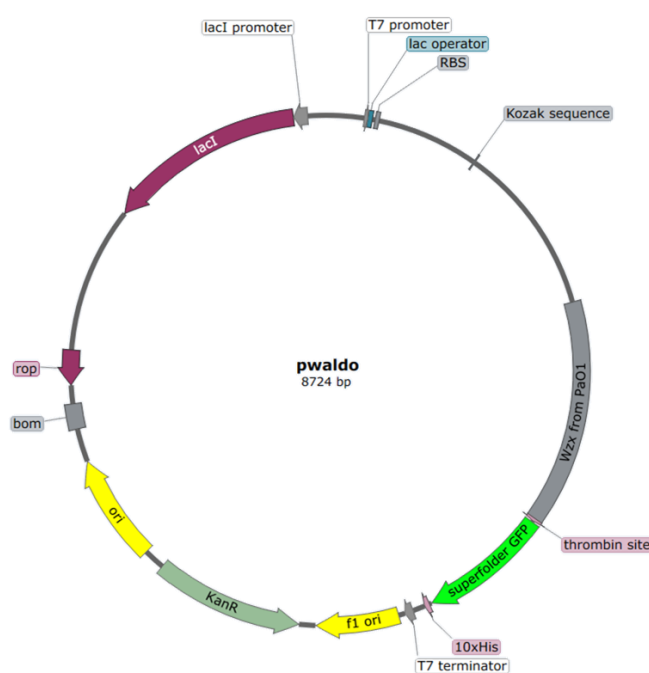 lacI promoter
T7 promoter
lac operator
RBS
Kozak sequence
lacI
pwaldo
8724 bp
rop
bom
Wzx from PaO1
thrombin site
ori
superfolder GFP
KanR
f1 ori
10xHis
T7 terminator